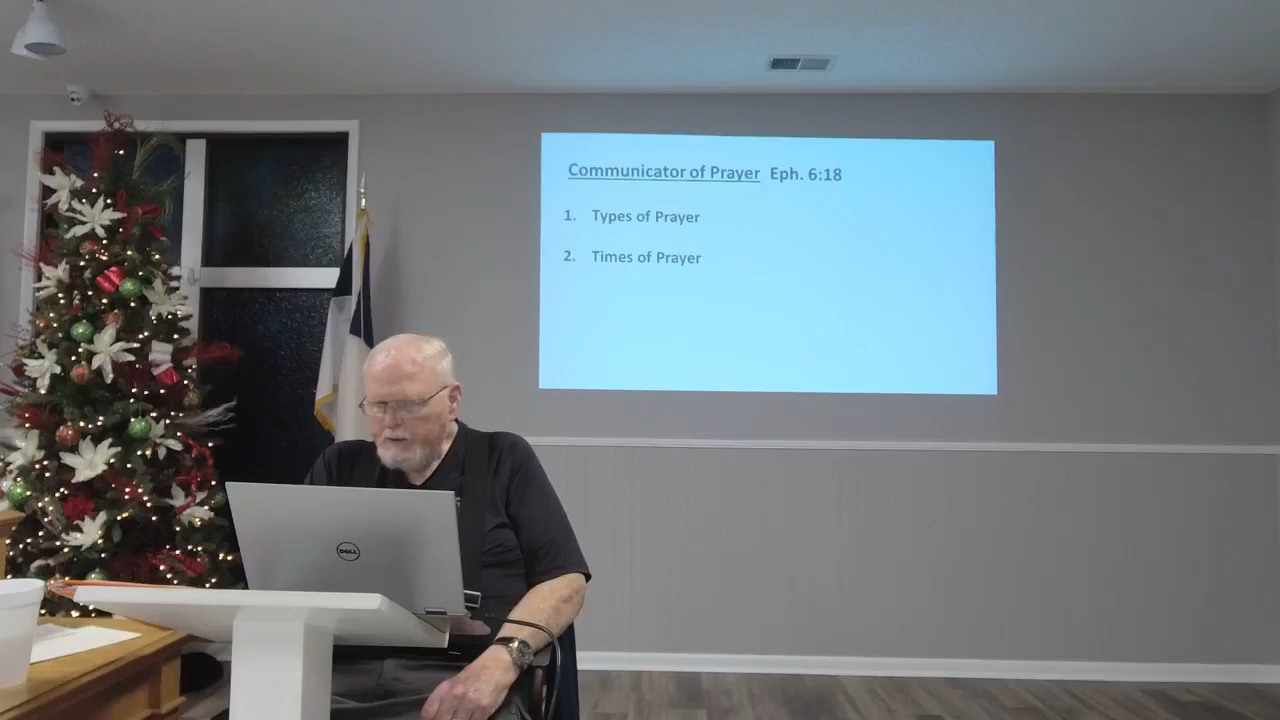 Communicator of Prayer Eph. 6:18
1. Types of Prayer
2. Times of Prayer
DELL